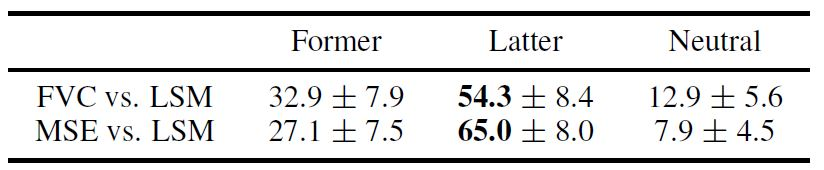 Former Latter Neutral
FVC vs. LSM 32.9 ± 7.9 54.3 ± 8.4 12.9 ± 5.6
MSE vs. LSM 27.1 ± 7.5 65.0 ± 8.0 7.9 ± 4.5